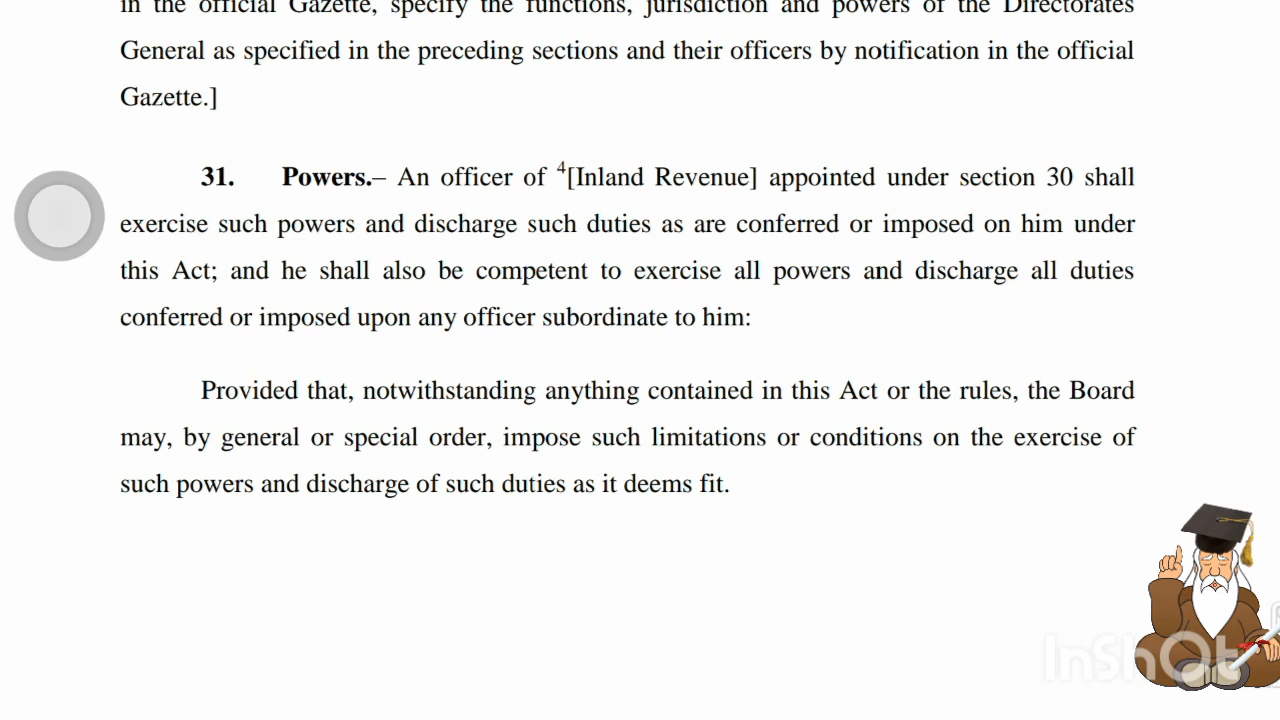 in the official Gazette, specify the functions, jurisdiction and powers of the Directorates
General as specified in the preceding sections and their officers by notification in the official
Gazette.]
31. Powers.– An officer of 4[Inland Revenue] appointed under section 30 shall
exercise such powers and discharge such duties as are conferred or imposed on him under
this Act; and he shall also be competent to exercise all powers and discharge all duties
conferred or imposed upon any officer subordinate to him:
Provided that, notwithstanding anything contained in this Act or the rules, the Board
may, by general or special order, impose such limitations or conditions on the exercise of
such powers and discharge of such duties as it deems fit.
InShOt